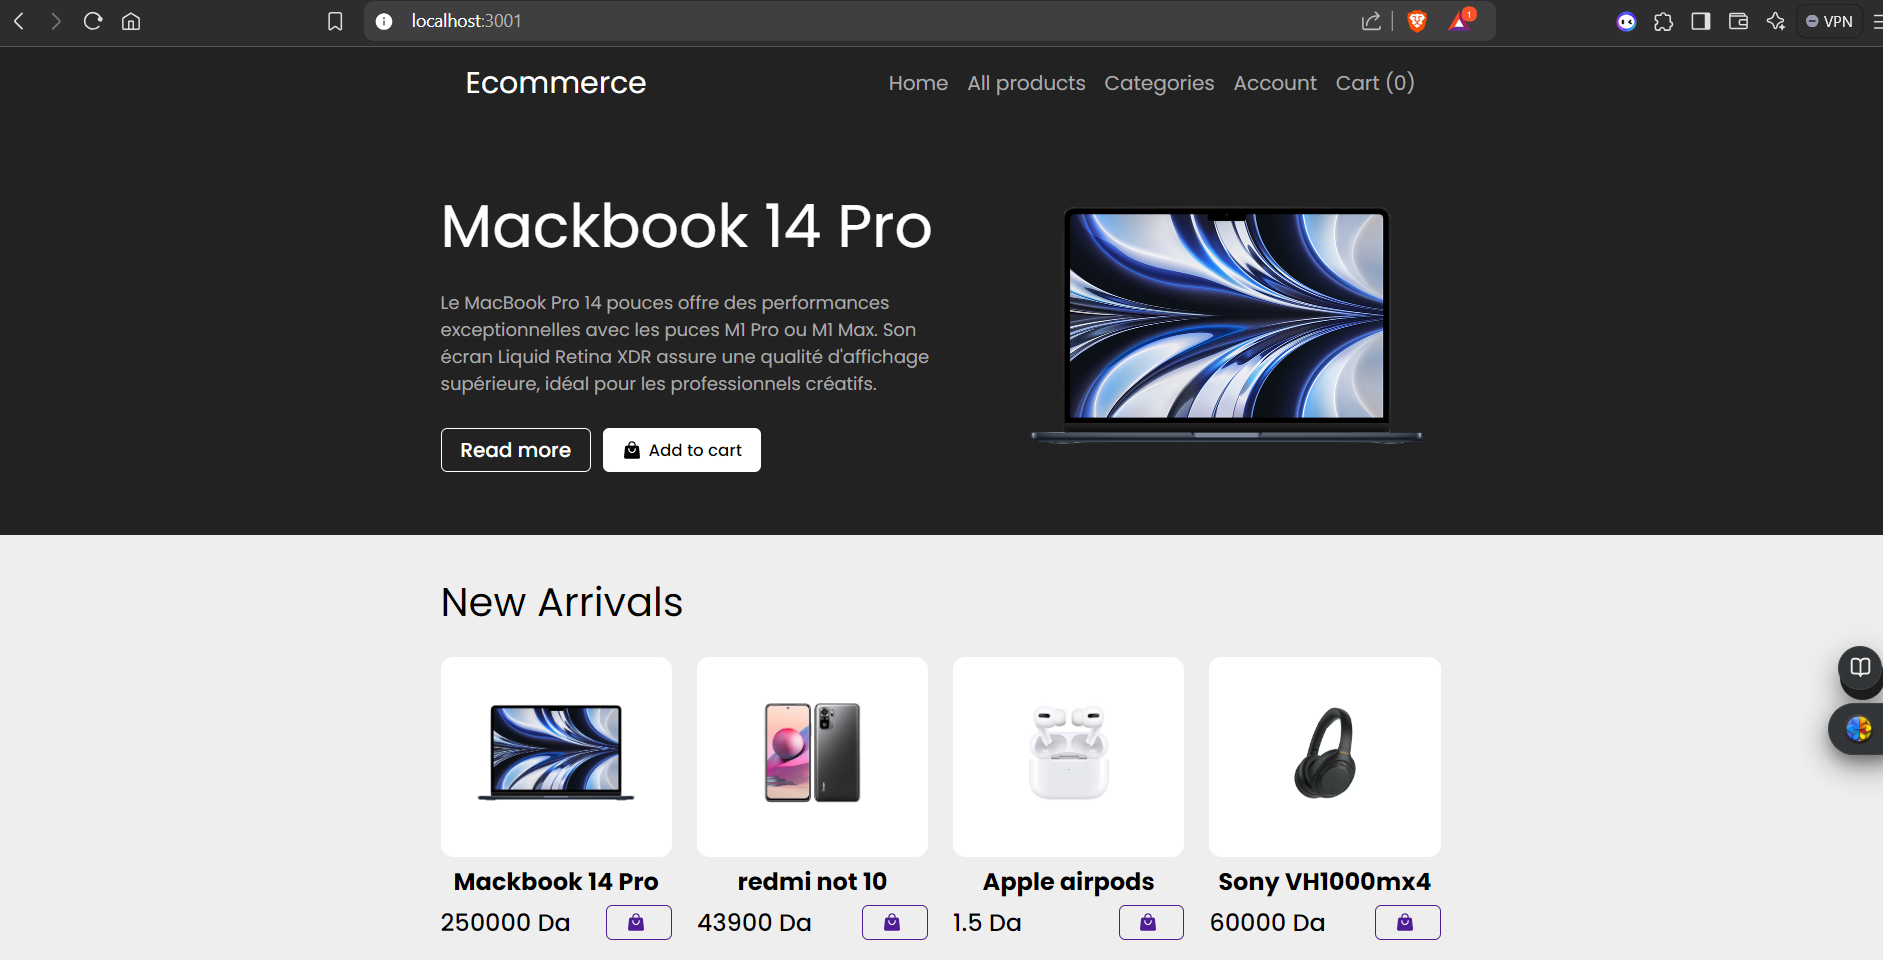 localhost:3001
1
VPN
Ecommerce
Home All products Categories Account Cart (0)
Mackbook 14 Pro
Le MacBook Pro 14 pouces offre des performances
exceptionnelles avec les puces M1 Pro ou M1 Max. Son
écran Liquid Retina XDR assure une qualité d'affichage
supérieure, idéal pour les professionnels créatifs.
Read more Add to cart
New Arrivals
Mackbook 14 Pro redmi not 10 Apple airpods Sony VH1000mx4
250000 Da 43900 Da 1.5 Da 60000 Da